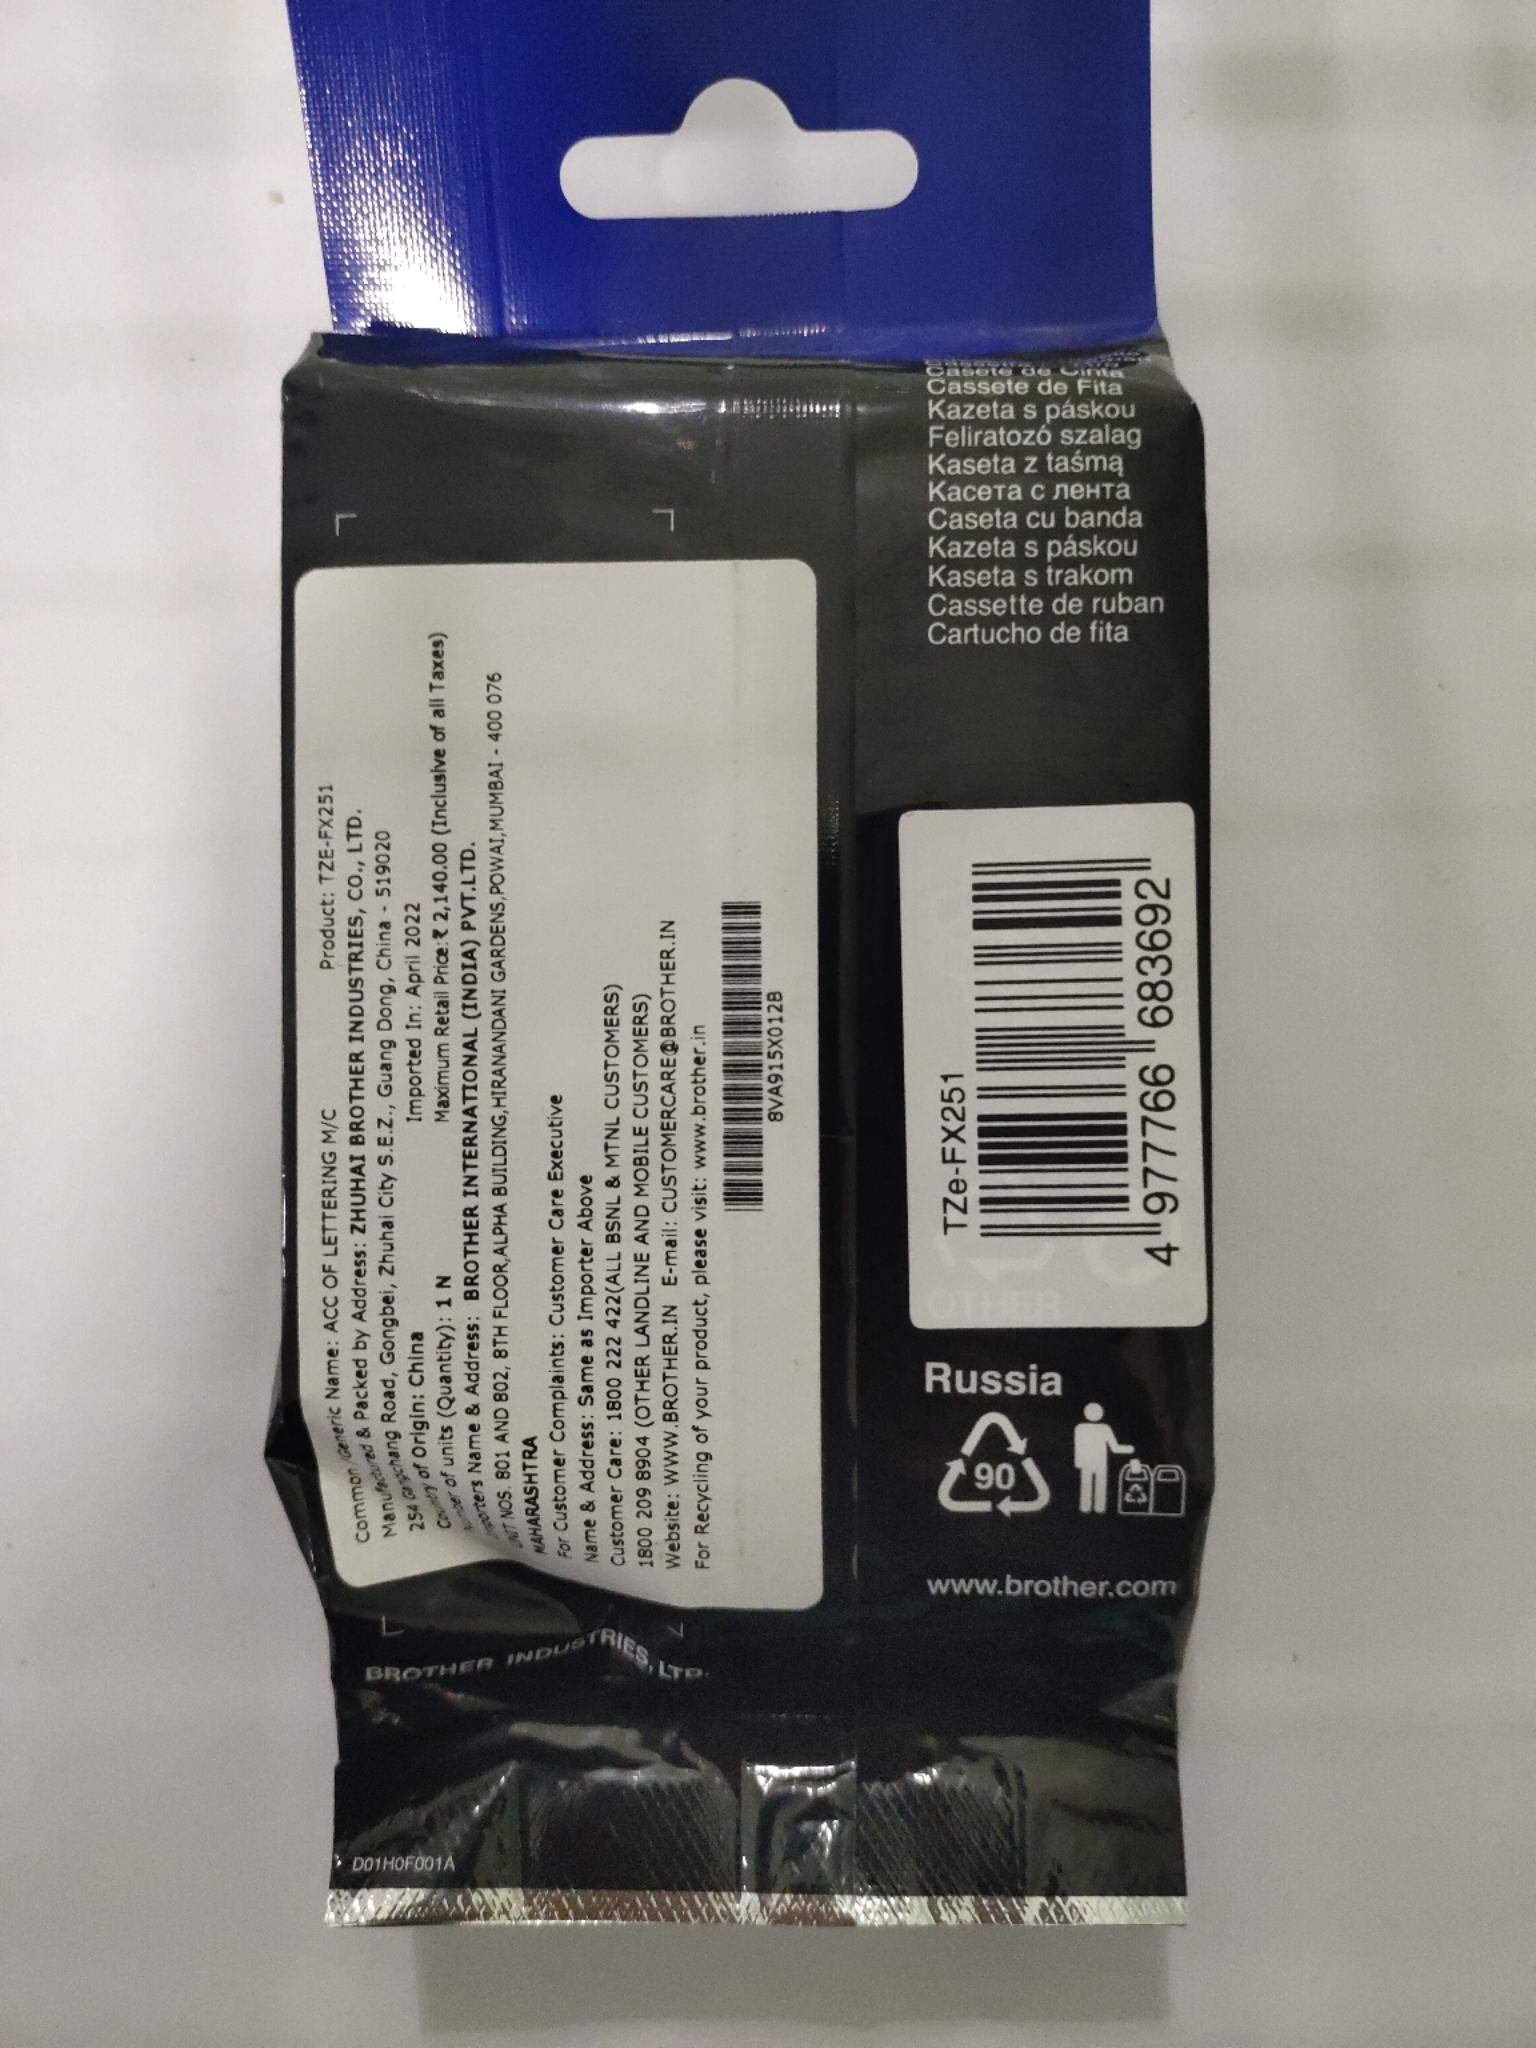 Casete de Cinta
Cassete de Fita
Kazeta s páskou
Feliratozó szalag
Kaseta z taśmą
Касета с лента
Caseta cu banda
Kazeta s páskou
Kaseta s trakom
Cassette de ruban
Cartucho de fita
Common/Generic Name: ACC OF LETTERING M/C Product: TZE-FX251
Manufactured & Packed by Address: ZHUHAI BROTHER INDUSTRIES, CO., LTD.
254 Changchang Road, Gongbei, Zhuhai City S.E.Z., Guang Dong, China - 519020
Country of Origin: China Imported In: April 2022
Number of units (Quantity): 1 N Maximum Retail Price:₹ 2,140.00 (Inclusive of all Taxes)
Importers Name & Address: BROTHER INTERNATIONAL (INDIA) PVT.LTD.
UNIT NOS. 801 AND 802, 8TH FLOOR,ALPHA BUILDING,HIRANANDANI GARDENS,POWAI,MUMBAI - 400 076
MAHARASHTRA
For Customer Complaints: Customer Care Executive
Name & Address: Same as Importer Above
Customer Care: 1800 222 422(ALL BSNL & MTNL CUSTOMERS)
1800 209 8904 (OTHER LANDLINE AND MOBILE CUSTOMERS)
Website: WWW.BROTHER.IN E-mail: CUSTOMERCARE@BROTHER.IN
For Recycling of your product, please visit: www.brother.in
8VA915X012B
TZe-FX251
4 977766 683692
Russia
90
www.brother.com
BROTHER INDUSTRIES, LTD.
D01H0F001A